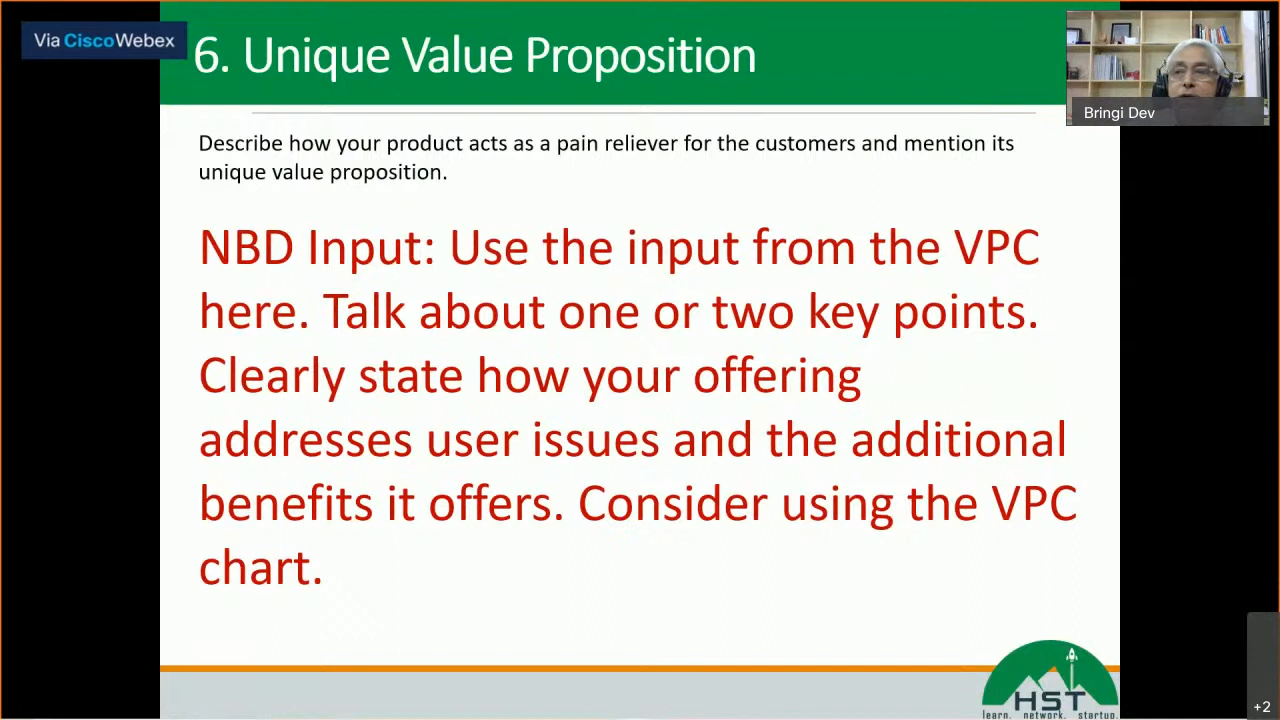 Via Cisco Webex
6. Unique Value Proposition
Bringi Dev
Describe how your product acts as a pain reliever for the customers and mention its
unique value proposition.
NBD Input: Use the input from the VPC
here. Talk about one or two key points.
Clearly state how your offering
addresses user issues and the additional
benefits it offers. Consider using the VPC
chart.
HST
learn. network. startup.
+2